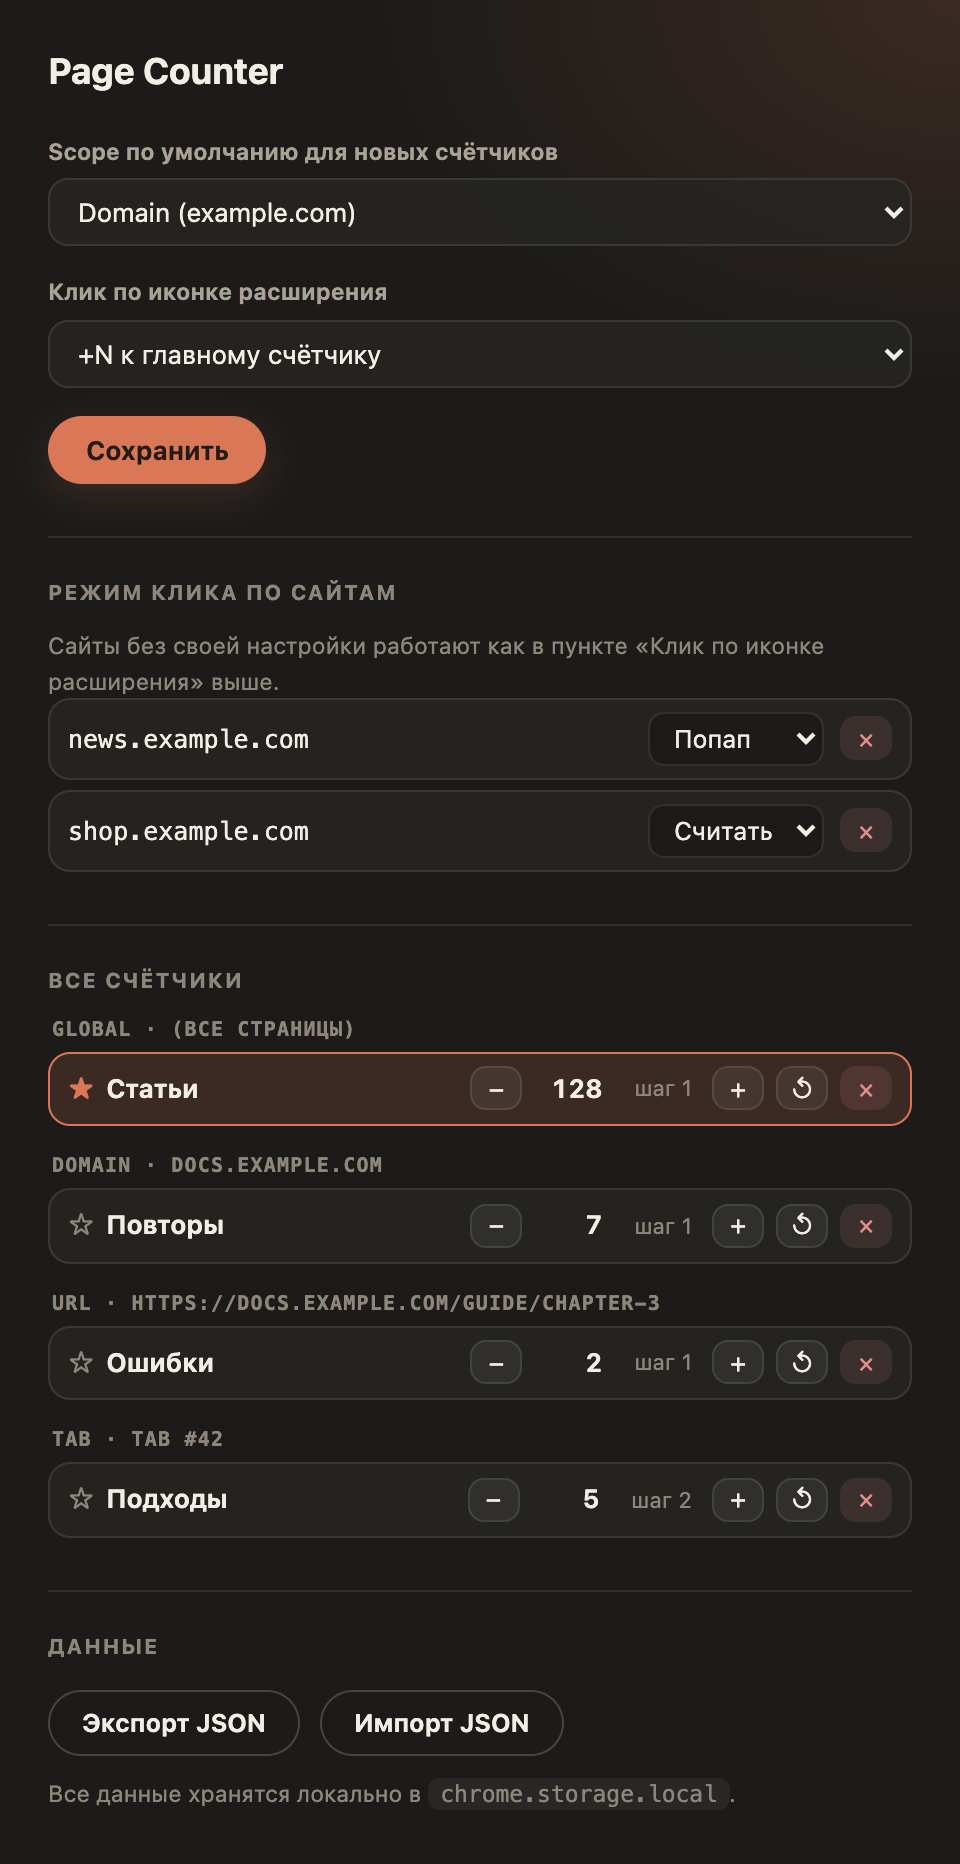 Page Counter
Scope по умолчанию для новых счётчиков
Domain (example.com)
Клик по иконке расширения
+N к главному счётчику
Сохранить
РЕЖИМ КЛИКА ПО САЙТАМ
Сайты без своей настройки работают как в пункте «Клик по иконке
расширения» выше.
news.example.com Попап ×
shop.example.com Считать ×
ВСЕ СЧЁТЧИКИ
GLOBAL · (ВСЕ СТРАНИЦЫ)
★ Статьи − 128 шаг 1 + ↺ ×
DOMAIN · DOCS.EXAMPLE.COM
☆ Повторы − 7 шаг 1 + ↺ ×
URL · HTTPS://DOCS.EXAMPLE.COM/GUIDE/CHAPTER-3
☆ Ошибки − 2 шаг 1 + ↺ ×
TAB · TAB #42
☆ Подходы − 5 шаг 2 + ↺ ×
ДАННЫЕ
Экспорт JSON Импорт JSON
Все данные хранятся локально в chrome.storage.local.